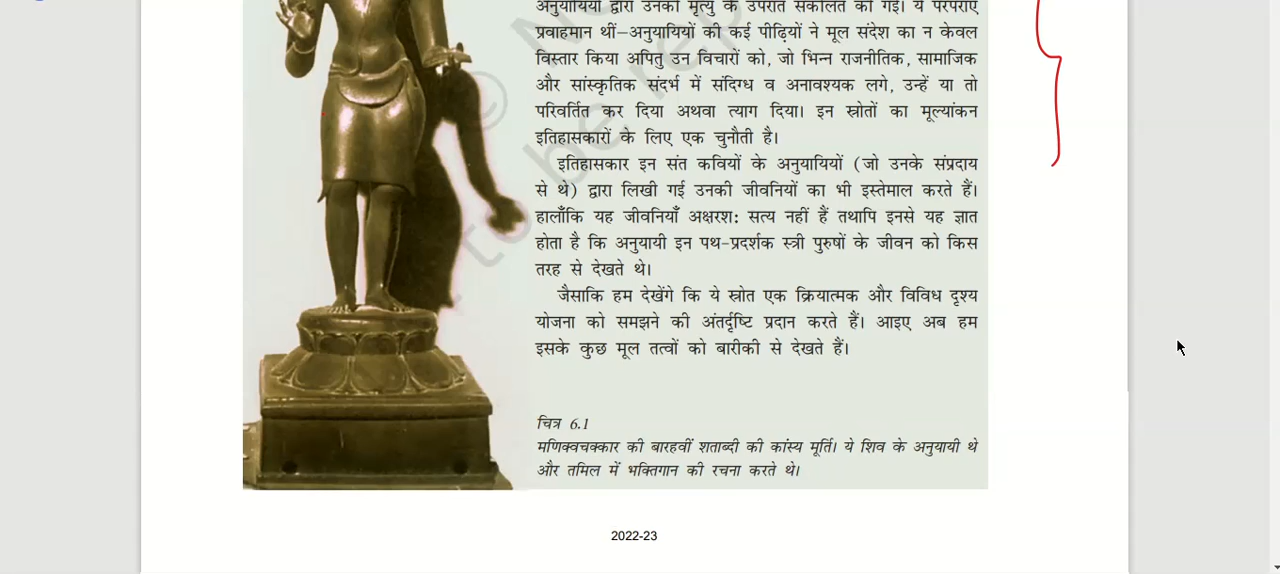 अनुयायियों द्वारा उनकी मृत्यु के उपरांत संकलित की गई। ये परंपराएँ
प्रवाहमान थीं–अनुयायियों की कई पीढ़ियों ने मूल संदेश का न केवल
विस्तार किया अपितु उन विचारों को, जो भिन्न राजनीतिक, सामाजिक
और सांस्कृतिक संदर्भ में संदिग्ध व अनावश्यक लगे, उन्हें या तो
परिवर्तित कर दिया अथवा त्याग दिया। इन स्रोतों का मूल्यांकन
इतिहासकारों के लिए एक चुनौती है।
इतिहासकार इन संत कवियों के अनुयायियों (जो उनके संप्रदाय
से थे) द्वारा लिखी गई उनकी जीवनियों का भी इस्तेमाल करते हैं।
हालाँकि यह जीवनियाँ अक्षरश: सत्य नहीं हैं तथापि इनसे यह ज्ञात
होता है कि अनुयायी इन पथ-प्रदर्शक स्त्री पुरुषों के जीवन को किस
तरह से देखते थे।
जैसाकि हम देखेंगे कि ये स्रोत एक क्रियात्मक और विविध दृश्य
योजना को समझने की अंतर्दृष्टि प्रदान करते हैं। आइए अब हम
इसके कुछ मूल तत्वों को बारीकी से देखते हैं।
चित्र 6.1
मणिक्वचक्कार की बारहवीं शताब्दी की कांस्य मूर्ति। ये शिव के अनुयायी थे
और तमिल में भक्तिगान की रचना करते थे।
2022-23
© N
to be rep